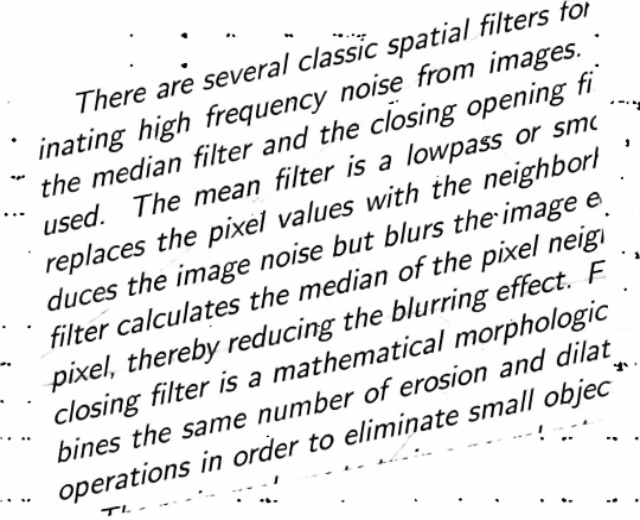 There are several classic spatial filters for
inating high frequency noise from images.
the median filter and the closing opening fi
used. The mean filter is a lowpass or smo
replaces the pixel values with the neighborh
duces the image noise but blurs the image e
filter calculates the median of the pixel neigh
pixel, thereby reducing the blurring effect. F
closing filter is a mathematical morphologic
bines the same number of erosion and dilat
operations in order to eliminate small objec